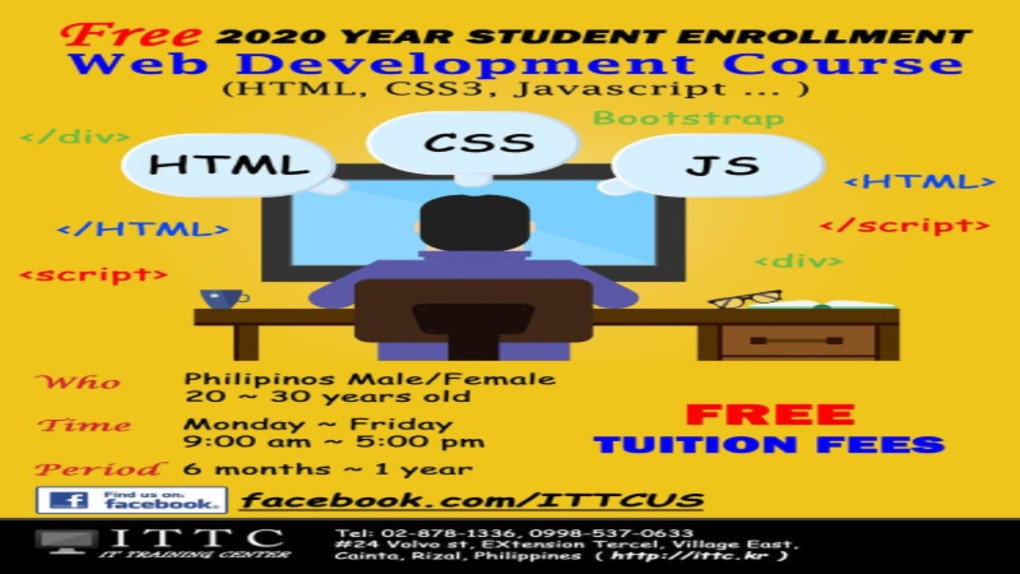 Free 2020 YEAR STUDENT ENROLLMENT
Web Development Course
(HTML, CSS3, Javascript ... )
</div>
HTML
CSS
Bootstrap
JS
<HTML>
</HTML>
</script>
<script>
<div>
Who
Philipinos Male/Female
20 ~ 30 years old
Time
Monday ~ Friday
9:00 am ~ 5:00 pm
Period
6 months ~ 1 year
FREE
TUITION FEES
f
Find us on:
facebook.
facebook.com/ITTCUS
ITTC
IT TRAINING CENTER
Tel: 02-878-1336, 0998-537-0633
#24 Volvo st, EXtension Tercel, Village East,
Cainta, Rizal, Philippines ( http://ittc.kr )